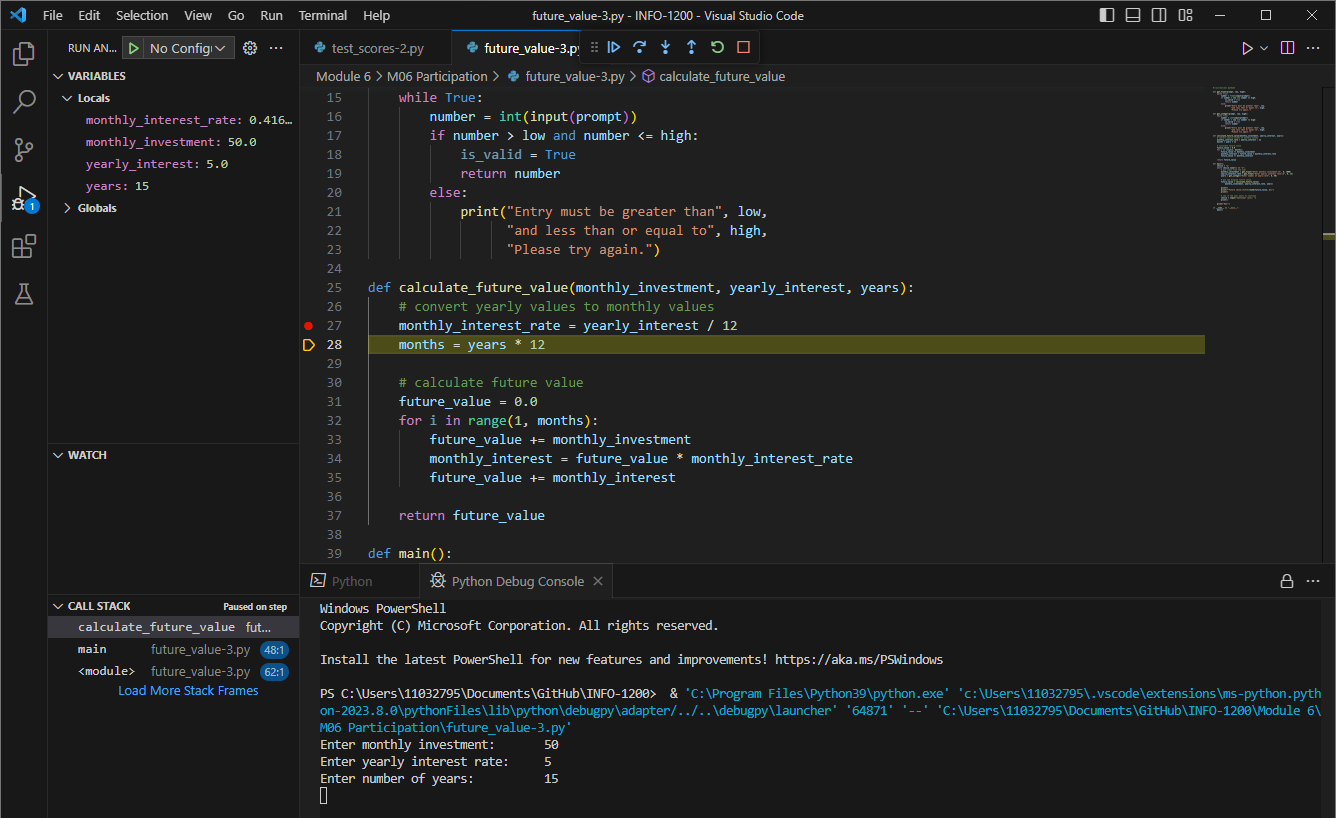 File Edit Selection View Go Run Terminal Help
future_value-3.py - INFO-1200 - Visual Studio Code
RUN AN... No Config
test_scores-2.py
future_value-3.py
Module 6 > M06 Participation > future_value-3.py > calculate_future_value
VARIABLES
Locals
monthly_interest_rate: 0.416...
monthly_investment: 50.0
yearly_interest: 5.0
years: 15
Globals
1
WATCH
CALL STACK Paused on step
calculate_future_value fut...
main future_value-3.py 48:1
<module> future_value-3.py 62:1
Load More Stack Frames
15 while True:
16 number = int(input(prompt))
17 if number > low and number <= high:
18 is_valid = True
19 return number
20 else:
21 print("Entry must be greater than", low,
22 "and less than or equal to", high,
23 "Please try again.")
24
25 def calculate_future_value(monthly_investment, yearly_interest, years):
26 # convert yearly values to monthly values
27 monthly_interest_rate = yearly_interest / 12
28 months = years * 12
29
30 # calculate future value
31 future_value = 0.0
32 for i in range(1, months):
33 future_value += monthly_investment
34 monthly_interest = future_value * monthly_interest_rate
35 future_value += monthly_interest
36
37 return future_value
38
39 def main():
Python
Python Debug Console
Windows PowerShell
Copyright (C) Microsoft Corporation. All rights reserved.
Install the latest PowerShell for new features and improvements! https://aka.ms/PSWindows
PS C:\Users\11032795\Documents\GitHub\INFO-1200> & 'C:\Program Files\Python39\python.exe' 'c:\Users\11032795\.vscode\extensions\ms-python.pyth
on-2023.8.0\pythonFiles\lib\python\debugpy\adapter/../..\debugpy\launcher' '64871' '--' 'C:\Users\11032795\Documents\GitHub\INFO-1200\Module 6\
M06 Participation\future_value-3.py'
Enter monthly investment: 50
Enter yearly interest rate: 5
Enter number of years: 15